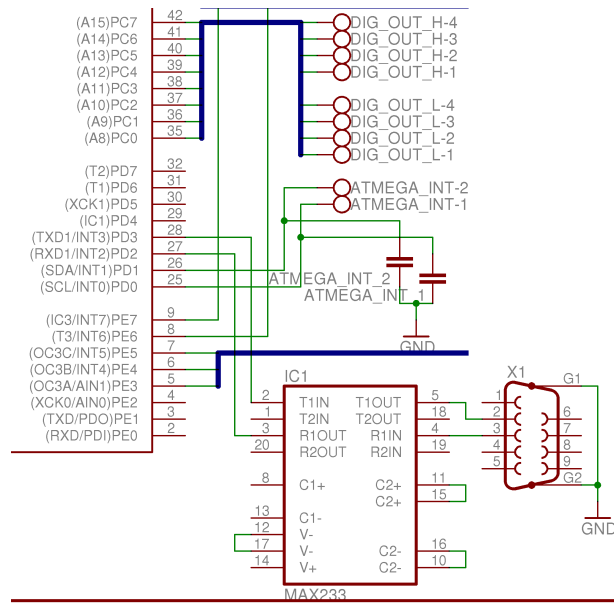 (A15)PC7 42 DIG_OUT_H-4
(A14)PC6 41 DIG_OUT_H-3
(A13)PC5 40 DIG_OUT_H-2
(A12)PC4 39 DIG_OUT_H-1
(A11)PC3 38
(A10)PC2 37 DIG_OUT_L-4
(A9)PC1 36 DIG_OUT_L-3
(A8)PC0 35 DIG_OUT_L-2
DIG_OUT_L-1
(T2)PD7 32
(T1)PD6 31 ATMEGA_INT-2
(XCK1)PD5 30 ATMEGA_INT-1
(IC1)PD4 29
(TXD1/INT3)PD3 28
(RXD1/INT2)PD2 27
(SDA/INT1)PD1 26 ATMEGA_INT_2
(SCL/INT0)PD0 25 ATMEGA_INT_1
(IC3/INT7)PE7 9
(T3/INT6)PE6 8 GND
(OC3C/INT5)PE5 7
(OC3B/INT4)PE4 6
(OC3A/AIN1)PE3 5
(XCK0/AIN0)PE2 4
(TXD/PDO)PE1 3
(RXD/PDI)PE0 2
IC1
2 T1IN T1OUT 5
1 T2IN T2OUT 18
3 R1OUT R1IN 4
20 R2OUT R2IN 19
8 C1+ C2+ 11
C2+ 15
13 C1-
12 V-
17 V- C2- 16
14 V+ C2- 10
MAX233
X1 G1
1
2 6
3 7
4 8
5 9
G2
GND